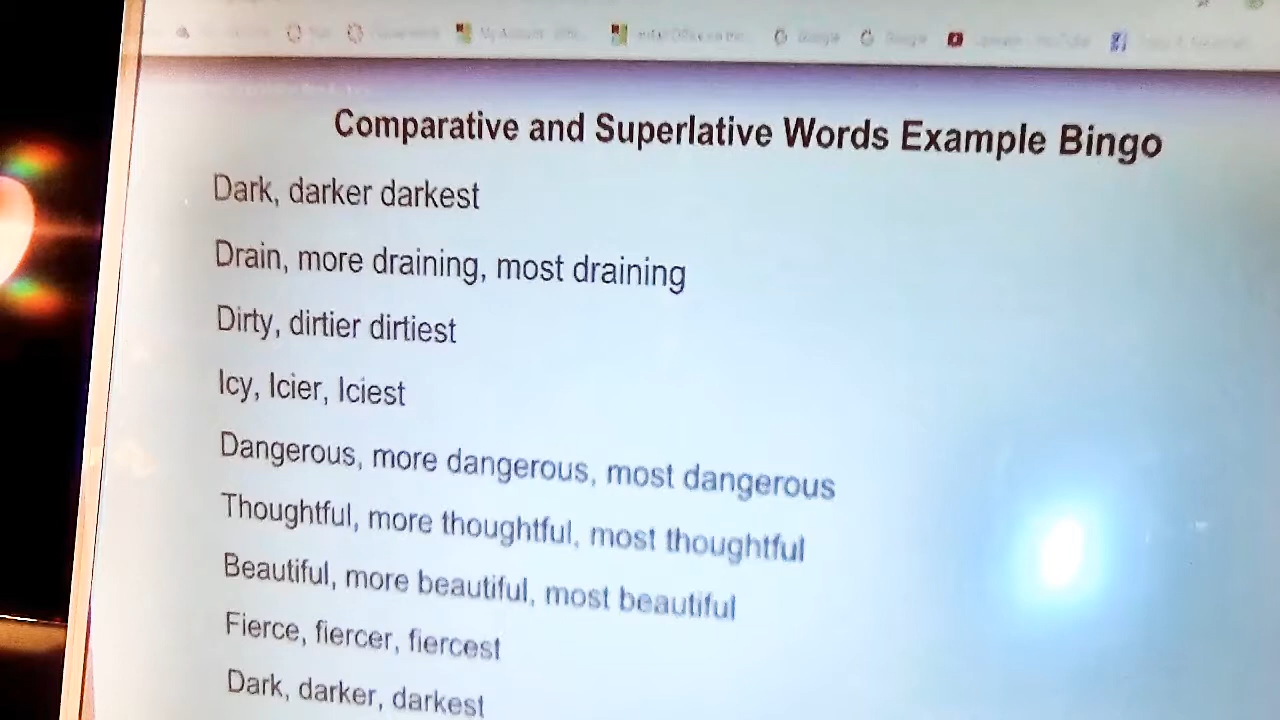 Google
Comparative and Superlative Words Example Bingo
Dark, darker darkest
Drain, more draining, most draining
Dirty, dirtier dirtiest
Icy, Icier, Iciest
Dangerous, more dangerous, most dangerous
Thoughtful, more thoughtful, most thoughtful
Beautiful, more beautiful, most beautiful
Fierce, fiercer, fiercest
Dark, darker, darkest